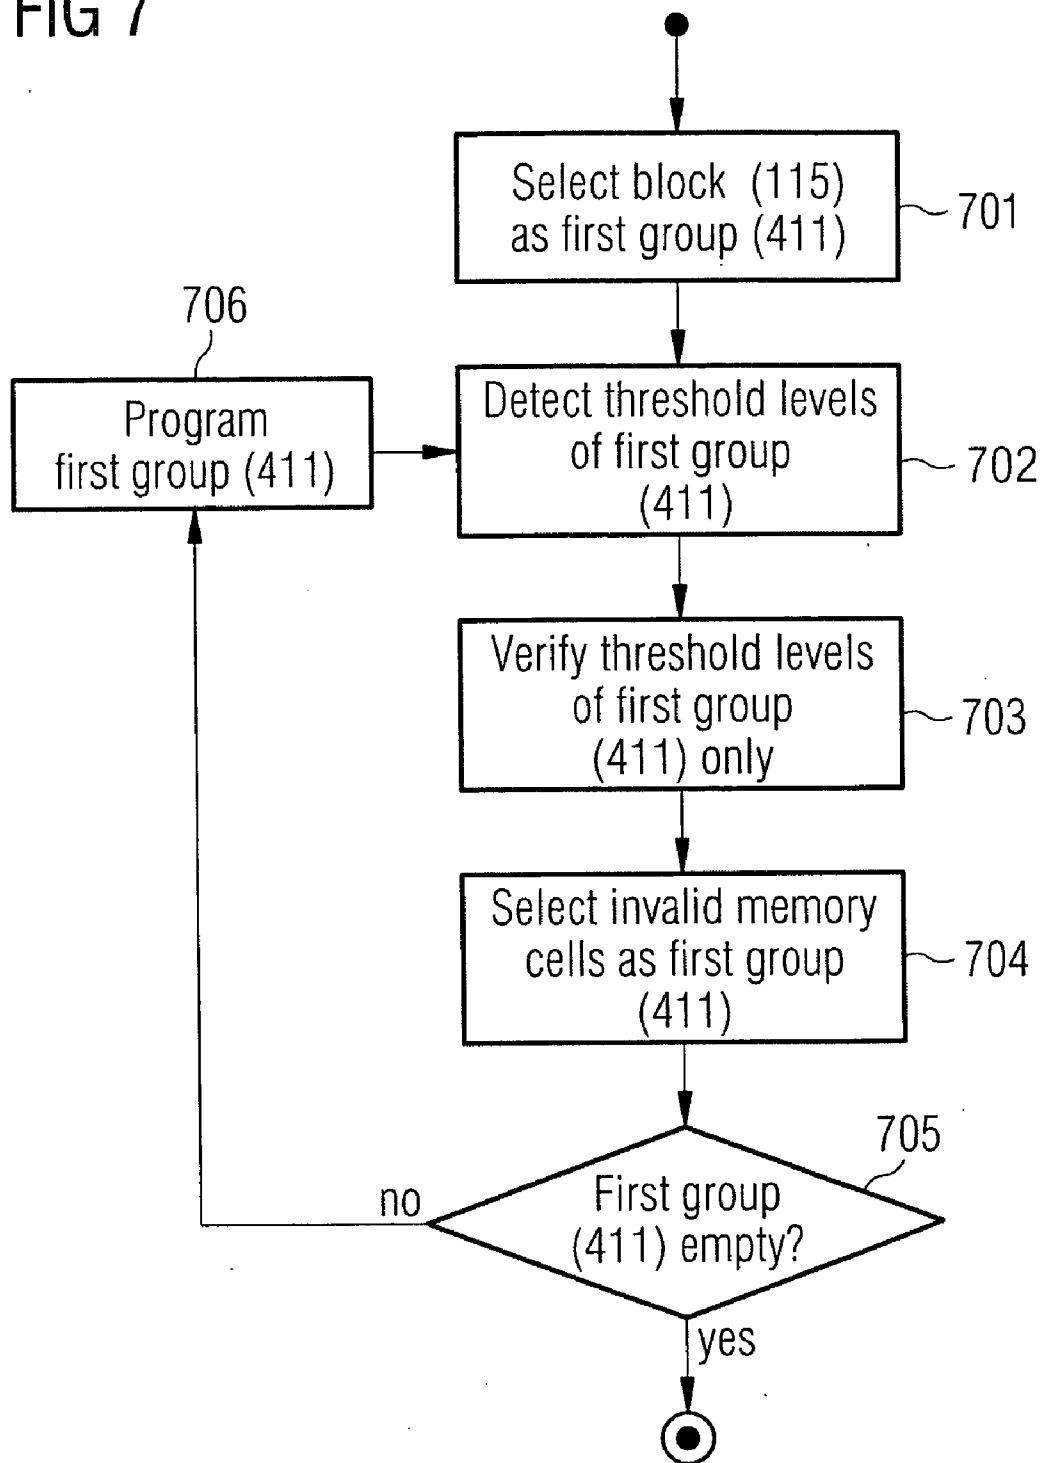 FIG 7
Select block (115)
as first group (411)
701
706
Program
first group (411)
Detect threshold levels
of first group
(411)
702
Verify threshold levels
of first group
(411) only
703
Select invalid memory
cells as first group
(411)
704
705
First group
(411) empty?
no
yes